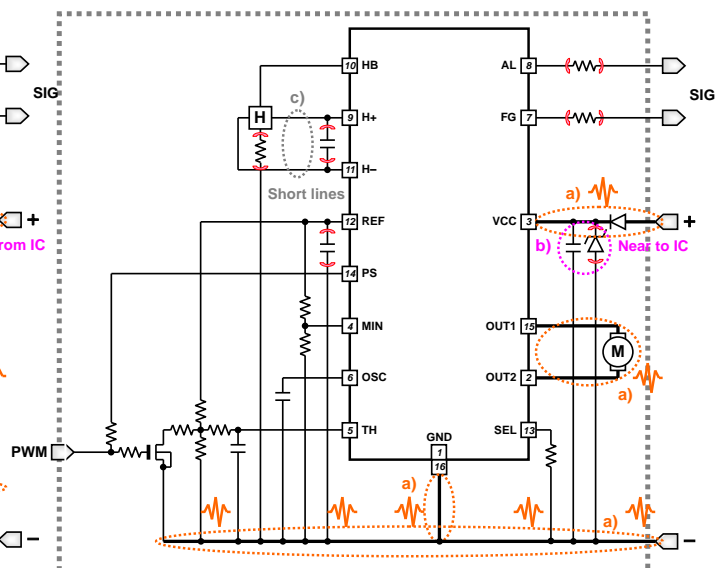 10 HB
AL 8
SIG
SIG
c)
H
9 H+
FG 7
11 H–
Short lines
a)
12 REF
VCC 3
+
+
rom IC
b)
Near to IC
14 PS
4 MIN
OUT1 15
M
6 OSC
OUT2 2
a)
5 TH
SEL 13
GND
1
16
PWM
a)
a)
–
–